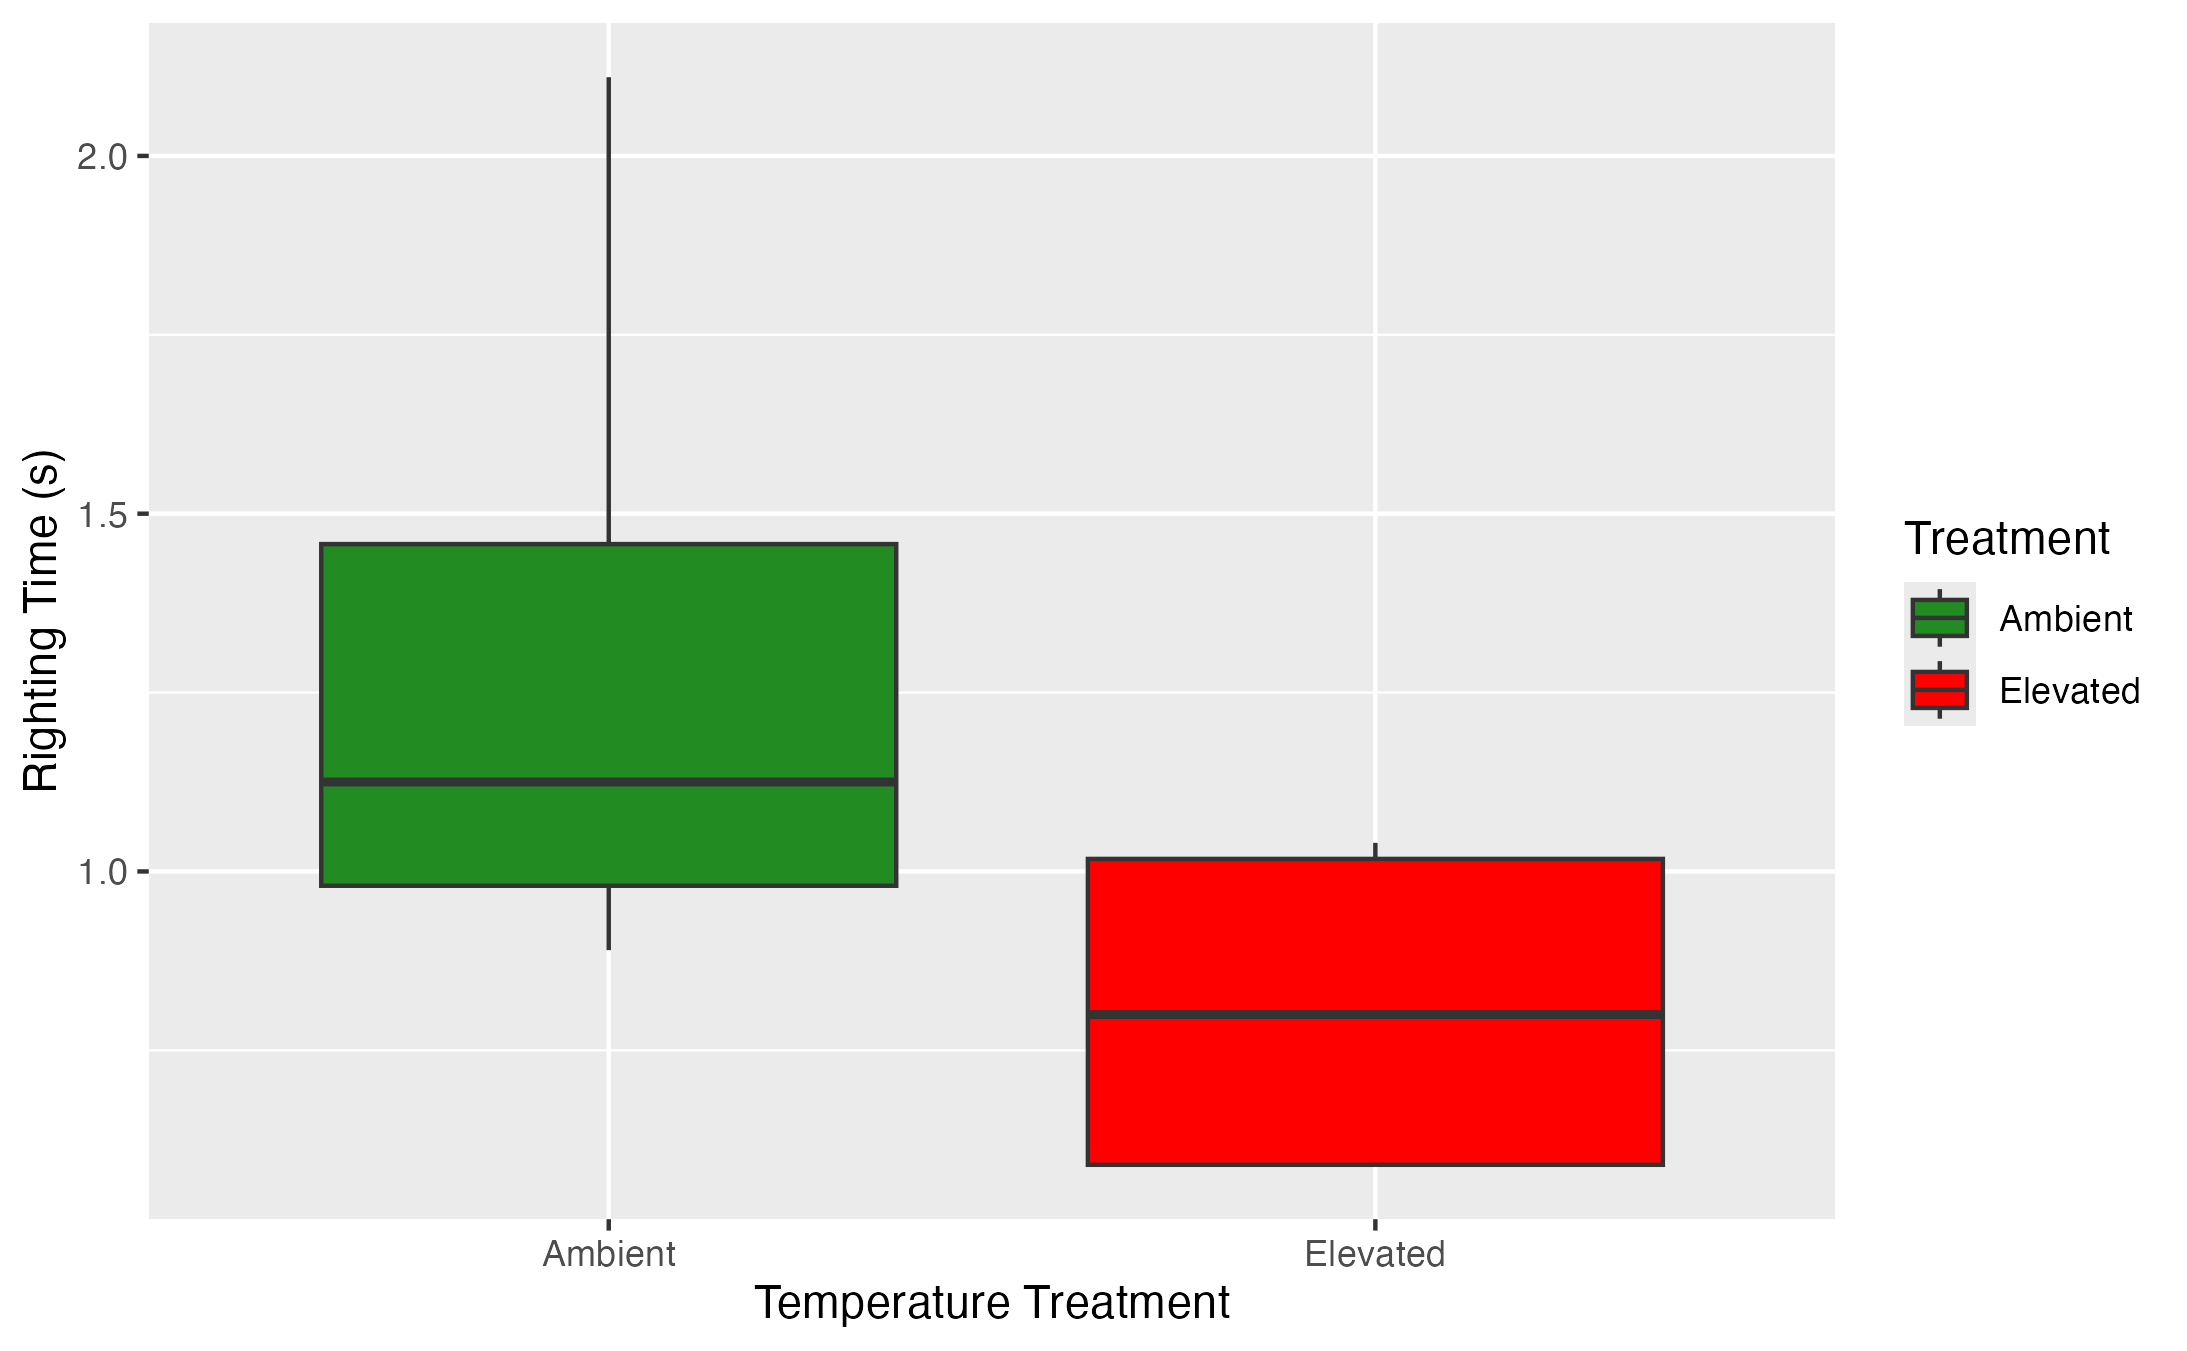 Righting Time (s)
2.0
1.5
1.0
Ambient
Elevated
Temperature Treatment
Treatment
Ambient
Elevated